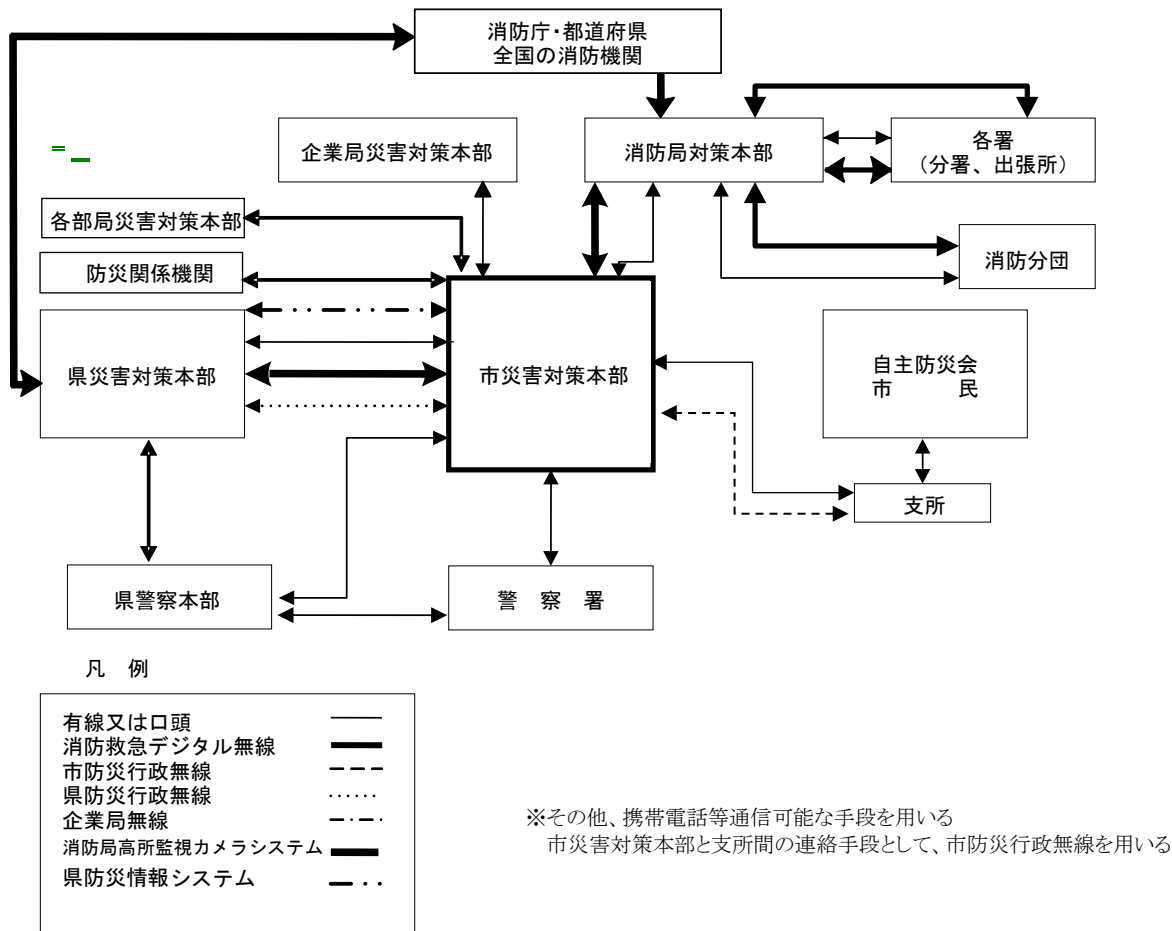 消防庁・都道府県
全国の消防機関
企業局災害対策本部
消防局対策本部
各署
（分署、出張所）
各部局災害対策本部
消防分団
防災関係機関
県災害対策本部
市災害対策本部
自主防災会
市　　民
支所
県警察本部
警　察　署
凡　例
有線又は口頭
消防救急デジタル無線
市防災行政無線
県防災行政無線
企業局無線
消防局高所監視カメラシステム
県防災情報システム
※その他、携帯電話等通信可能な手段を用いる
市災害対策本部と支所間の連絡手段として、市防災行政無線を用いる